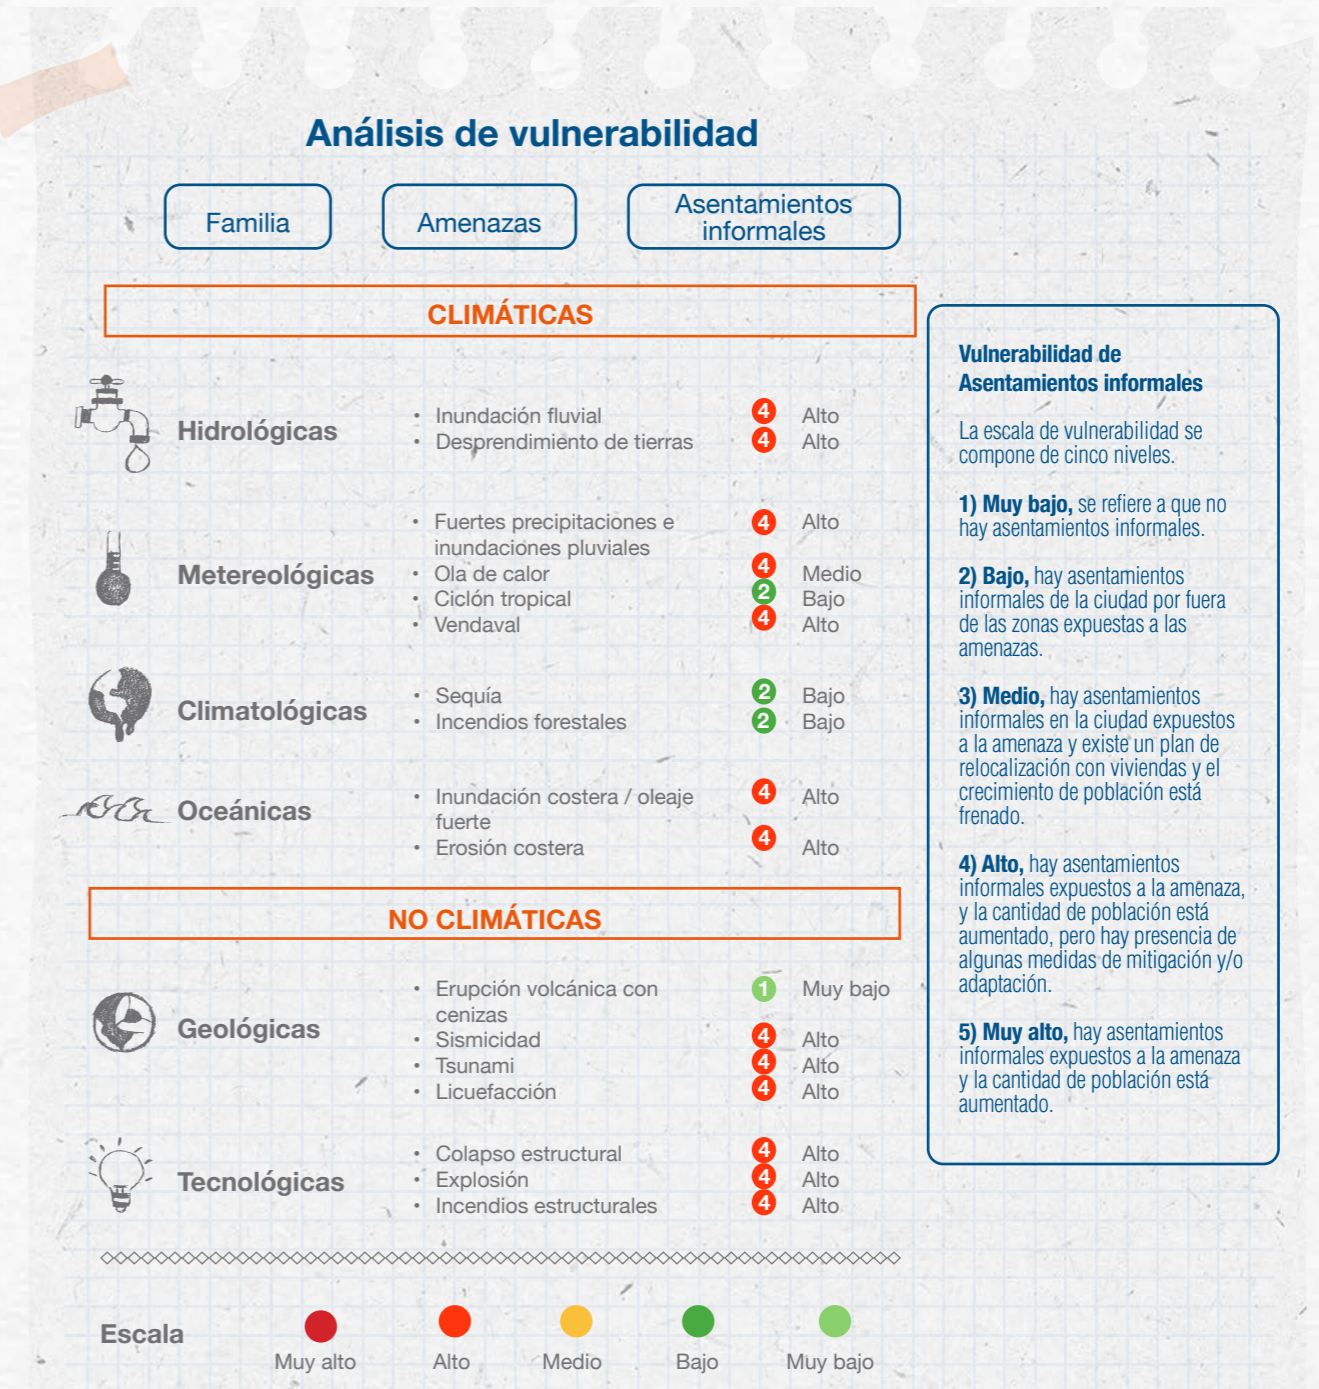 Análisis de vulnerabilidad
Familia
Amenazas
Asentamientos
informales
CLIMÁTICAS
Hidrológicas
• Inundación fluvial 4 Alto
• Desprendimiento de tierras 4 Alto
Metereológicas
• Fuertes precipitaciones e 4 Alto
inundaciones pluviales
• Ola de calor 4 Medio
• Ciclón tropical 2 Bajo
• Vendaval 4 Alto
Climatológicas
• Sequía 2 Bajo
• Incendios forestales 2 Bajo
Oceánicas
• Inundación costera / oleaje 4 Alto
fuerte
• Erosión costera 4 Alto
NO CLIMÁTICAS
Geológicas
• Erupción volcánica con 1 Muy bajo
cenizas
• Sismicidad 4 Alto
• Tsunami 4 Alto
• Licuefacción 4 Alto
Tecnológicas
• Colapso estructural 4 Alto
• Explosión 4 Alto
• Incendios estructurales 4 Alto
Escala
Muy alto
Alto
Medio
Bajo
Muy bajo
Vulnerabilidad de
Asentamientos informales
La escala de vulnerabilidad se
compone de cinco niveles.
1) Muy bajo, se refiere a que no
hay asentamientos informales.
2) Bajo, hay asentamientos
informales de la ciudad por fuera
de las zonas expuestas a las
amenazas.
3) Medio, hay asentamientos
informales en la ciudad expuestos
a la amenaza y existe un plan de
relocalización con viviendas y el
crecimiento de población está
frenado.
4) Alto, hay asentamientos
informales expuestos a la amenaza,
y la cantidad de población está
aumentado, pero hay presencia de
algunas medidas de mitigación y/o
adaptación.
5) Muy alto, hay asentamientos
informales expuestos a la amenaza
y la cantidad de población está
aumentado.